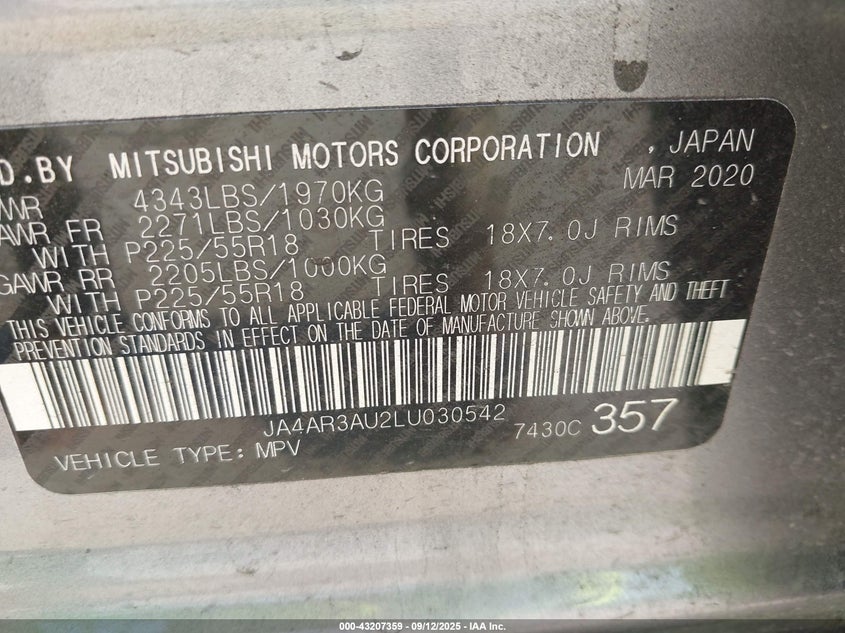 D.BY MITSUBISHI MOTORS CORPORATION , JAPAN
WR 4343LBS/1970KG MAR 2020
AWR FR 2271LBS/1030KG
WITH P225/55R18 TIRES 18X7.0J RIMS
GAWR RR 2205LBS/1000KG
WITH P225/55R18 TIRES 18X7.0J RIMS
THIS VEHICLE CONFORMS TO ALL APPLICABLE FEDERAL MOTOR VEHICLE SAFETY AND THEFT
PREVENTION STANDARDS IN EFFECT ON THE DATE OF MANUFACTURE SHOWN ABOVE.
JA4AR3AU2LU030542 7430C 357
VEHICLE TYPE: MPV
000-43207359 - 09/12/2025 - IAA Inc.